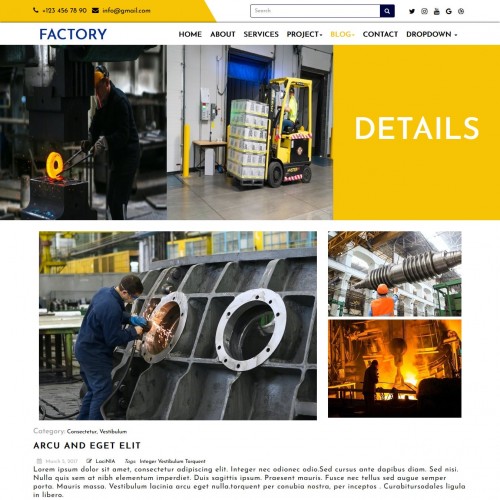 +123 456 78 90 info@gmail.com Search
FACTORY HOME ABOUT SERVICES PROJECT BLOG CONTACT DROPDOWN
DETAILS
Category: Consectetur, Vestibulum
ARCU AND EGET ELIT
March 3, 2017 LaciNIA Tags Integer Vestibulum Torquent
Lorem ipsum dolor sit amet, consectetur adipiscing elit. Integer nec odionec odio.Sed cursus ante dapibus diam. Sed nisi.
Nulla quis sem at nibh elementum imperdiet. Duis sagittis ipsum. Praesent mauris. Fusce nec tellus sed augue semper
porta. Mauris massa. Vestibulum lacinia arcu eget nulla.torquent per conubia nostra, per inceptos . Curabitursodales ligula
in libero.